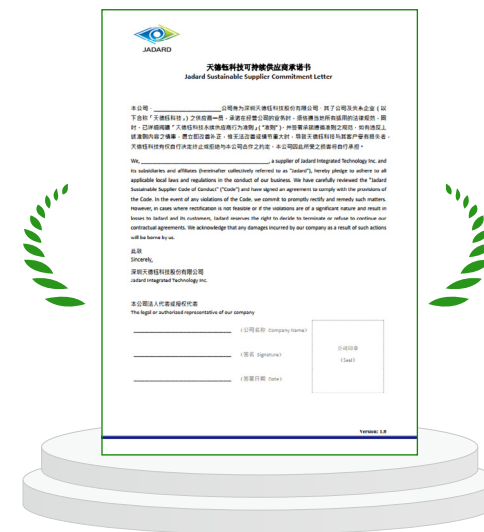 JADARD
天德钰科技可持续供应商承诺书
Jadard Sustainable Supplier Commitment Letter
本公司，____________________公司身为深圳天德钰科技股份有限公司、其子公司及关系企业（以
下合称「天德钰科技」）之供应商一员，承诺在经营公司的业务时，须恪遵当地所有适用的法律规范，同
时，已详细阅读「天德钰科技永续供应商行为准则」（"准则"），并签署承诺遵循准则之规范，如有违反上
述准则内容之情事，愿立即改善补正，惟无法改善或情节重大时，导致天德钰科技与其客户等有损失者，
天德钰科技有权自行决定终止或拒绝与本公司合作之约定，本公司因此所受之损害将自行承担。
We, ____________________, a supplier of Jadard Integrated Technology Inc. and
its subsidiaries and affiliates (hereinafter collectively referred to as "Jadard"), hereby pledge to adhere to all
applicable local laws and regulations in the conduct of our business. We have carefully reviewed the "Jadard
Sustainable Supplier Code of Conduct" ("Code") and have signed an agreement to comply with the provisions of
the Code. In the event of any violations of the Code, we commit to promptly rectify and remedy such matters.
However, in cases where rectification is not feasible or if the violations are of a significant nature and result in
losses to Jadard and its customers, Jadard reserves the right to decide to terminate or refuse to continue our
contractual agreements. We acknowledge that any damages incurred by our company as a result of such actions
will be borne by us.
此致
Sincerely,
深圳天德钰科技股份有限公司
Jadard Integrated Technology Inc.
本公司法人代表或授权代表
The legal or authorized representative of our company
____________________ （公司名称 Company Name）
____________________ （签名 Signature）
____________________ （签署日期 Date）
公司印章
（Seal）
Version: 1.0